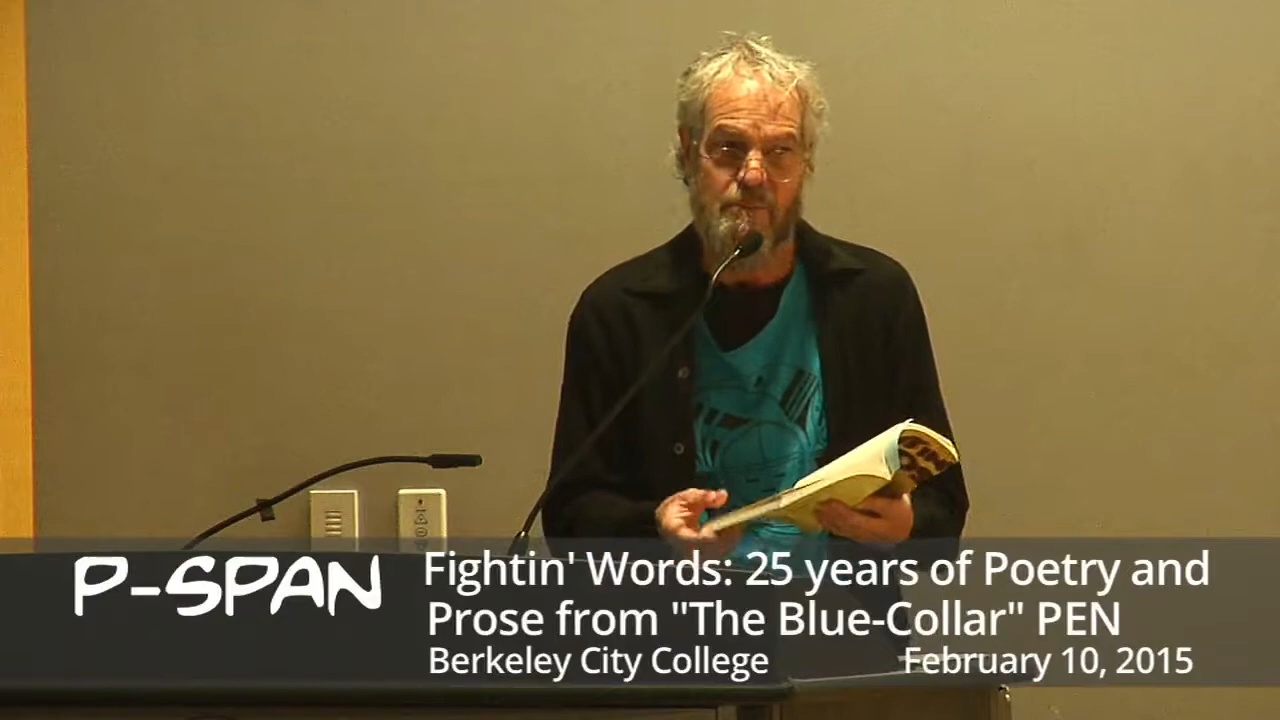 P-SPAN
Fightin' Words: 25 years of Poetry and
Prose from "The Blue-Collar" PEN
Berkeley City College
February 10, 2015